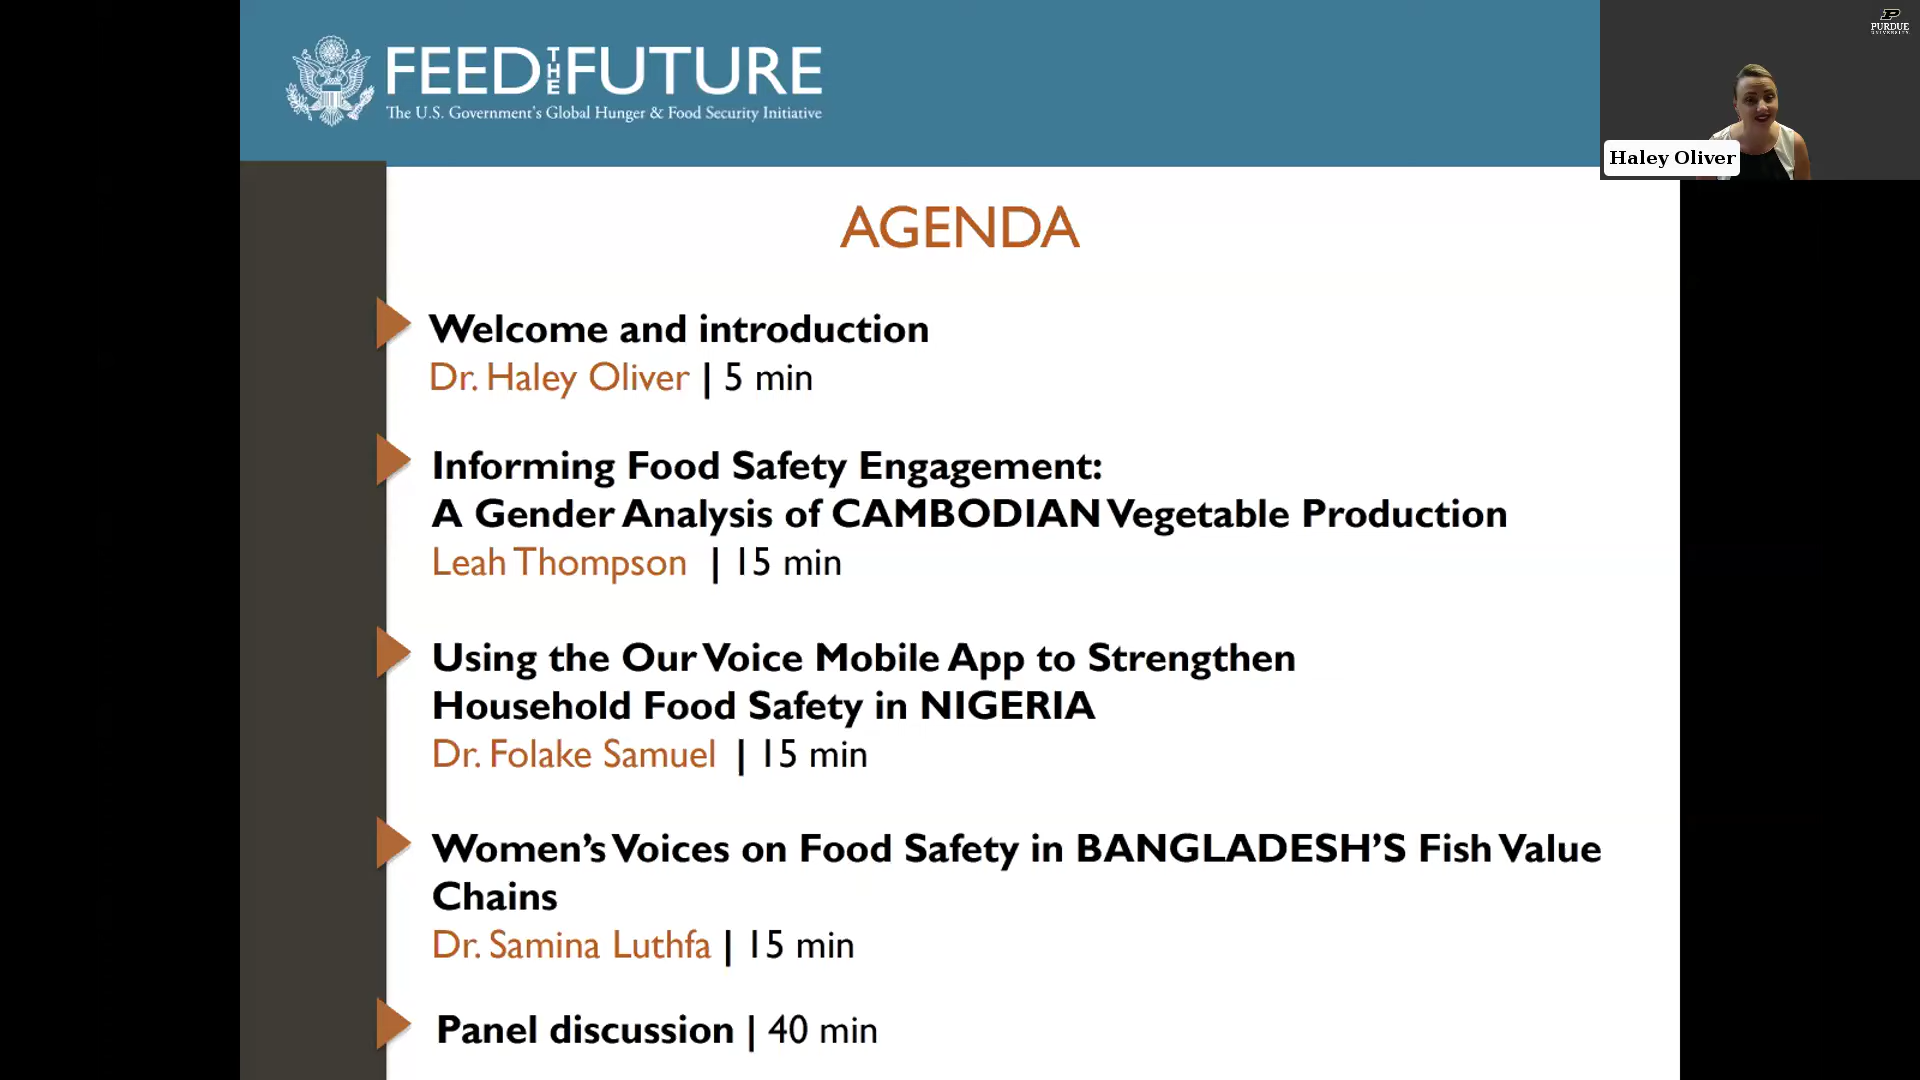 FEED THE FUTURE
The U.S. Government's Global Hunger & Food Security Initiative
PURDUE
UNIVERSITY
Haley Oliver
AGENDA
Welcome and introduction
Dr. Haley Oliver | 5 min
Informing Food Safety Engagement:
A Gender Analysis of CAMBODIAN Vegetable Production
Leah Thompson | 15 min
Using the Our Voice Mobile App to Strengthen
Household Food Safety in NIGERIA
Dr. Folake Samuel | 15 min
Women’s Voices on Food Safety in BANGLADESH’S Fish Value
Chains
Dr. Samina Luthfa | 15 min
Panel discussion | 40 min